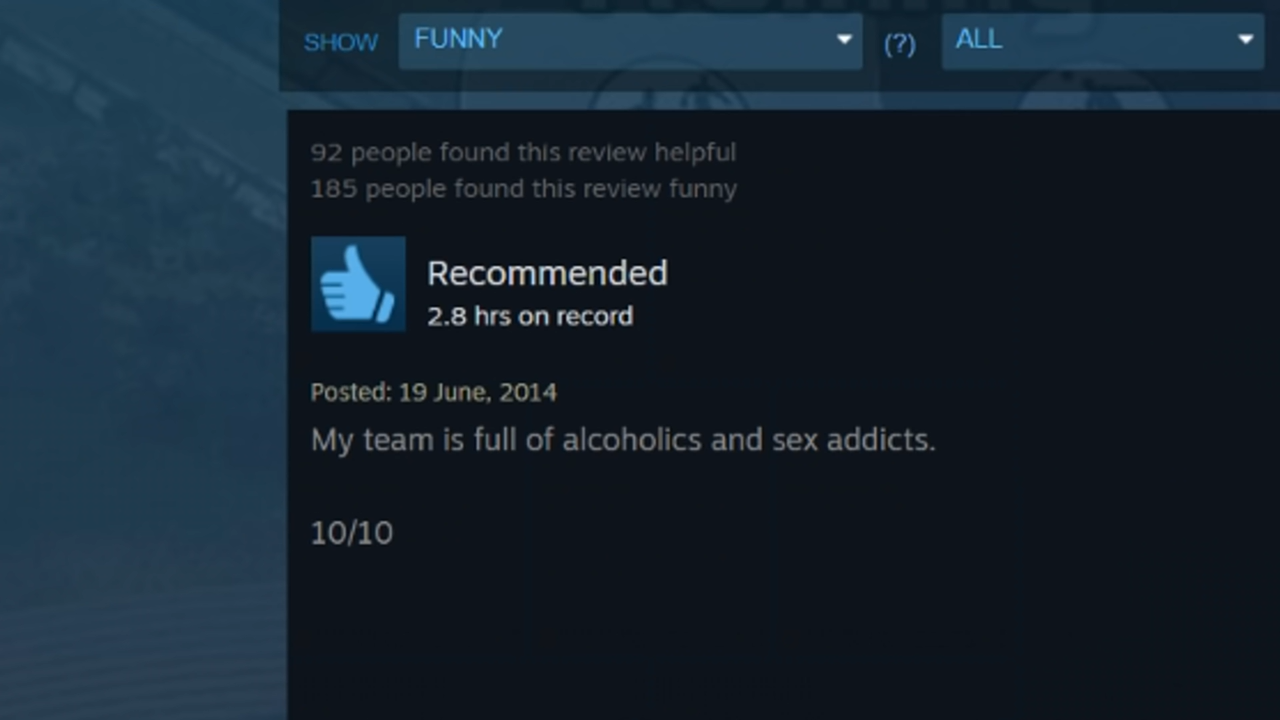 SHOW FUNNY (?) ALL
92 people found this review helpful
185 people found this review funny
Recommended
2.8 hrs on record
Posted: 19 June, 2014
My team is full of alcoholics and sex addicts.
10/10